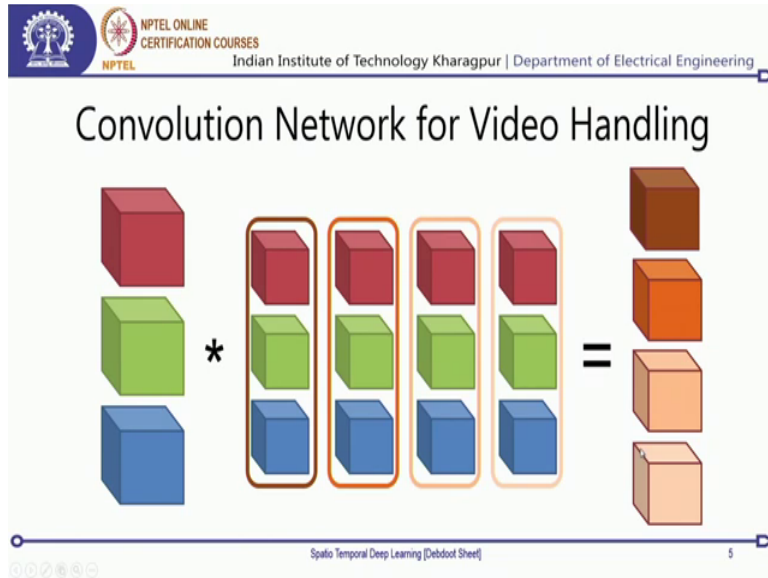 NPTEL ONLINE
CERTIFICATION COURSES
NPTEL
Indian Institute of Technology Kharagpur | Department of Electrical Engineering
Convolution Network for Video Handling
*
=
Spatio Temporal Deep Learning [Debdoot Sheet]
5